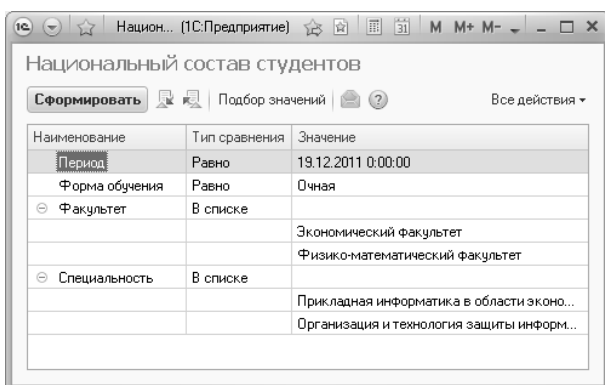 Национ... (1С:Предприятие) 31 M M+ M-
Национальный состав студентов
Сформировать Подбор значений ? Все действия
Наименование Тип сравнения Значение
Период Равно 19.12.2011 0:00:00
Форма обучения Равно Очная
Факультет В списке
Экономический факультет
Физико-математический факультет
Специальность В списке
Прикладная информатика в области эконо...
Организация и технология защиты информ...